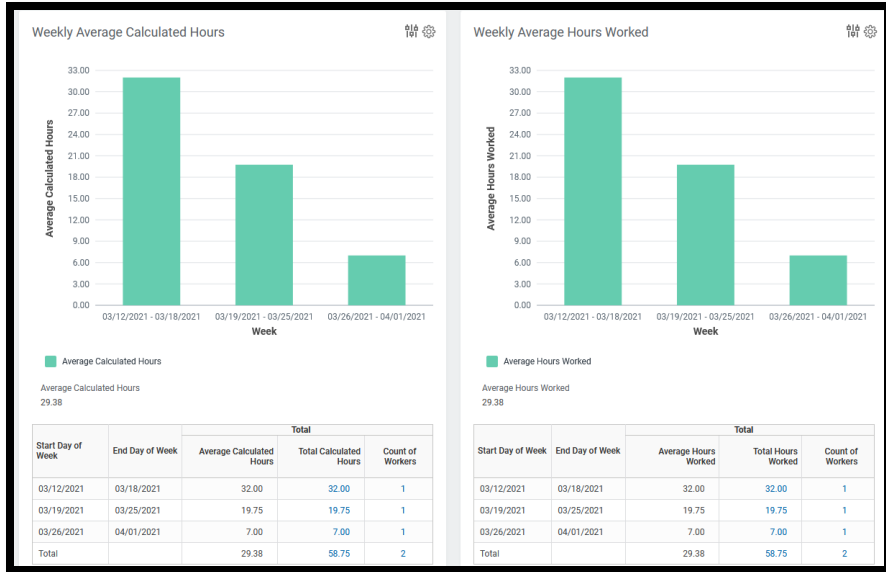 Weekly Average Calculated Hours
33.00
30.00
27.00
24.00
21.00
18.00
15.00
12.00
9.00
6.00
3.00
0.00
Average Calculated Hours
03/12/2021 - 03/18/2021 03/19/2021 - 03/25/2021 03/26/2021 - 04/01/2021
Week
Average Calculated Hours
Average Calculated Hours
29.38
Total
Start Day of Week End Day of Week Average Calculated Hours Total Calculated Hours Count of Workers
03/12/2021 03/18/2021 32.00 32.00 1
03/19/2021 03/25/2021 19.75 19.75 1
03/26/2021 04/01/2021 7.00 7.00 1
Total 29.38 58.75 2
Weekly Average Hours Worked
33.00
30.00
27.00
24.00
21.00
18.00
15.00
12.00
9.00
6.00
3.00
0.00
Average Hours Worked
03/12/2021 - 03/18/2021 03/19/2021 - 03/25/2021 03/26/2021 - 04/01/2021
Week
Average Hours Worked
Average Hours Worked
29.38
Total
Start Day of Week End Day of Week Average Hours Worked Total Hours Worked Count of Workers
03/12/2021 03/18/2021 32.00 32.00 1
03/19/2021 03/25/2021 19.75 19.75 1
03/26/2021 04/01/2021 7.00 7.00 1
Total 29.38 58.75 2